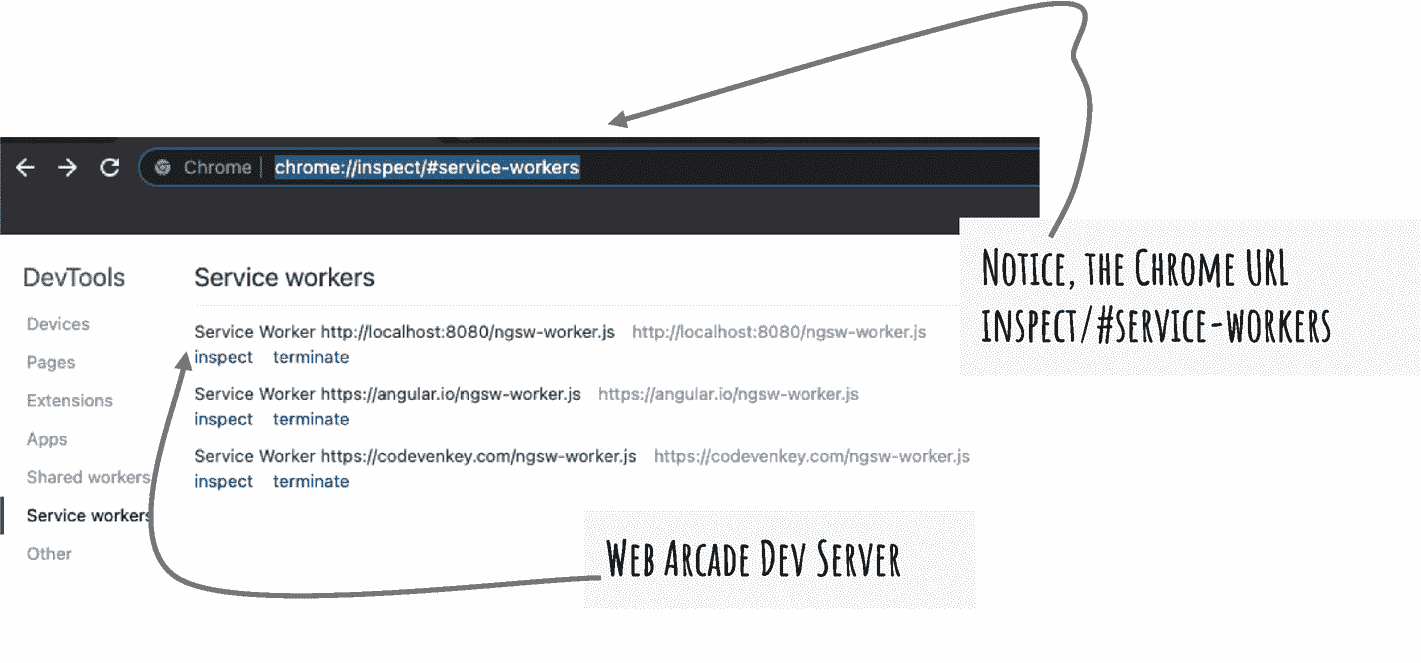 Chrome | chrome://inspect/#service-workers
Notice, the Chrome URL
inspect/#service-workers
DevTools
Devices
Pages
Extensions
Apps
Shared workers
Service workers
Other
Service workers
Service Worker http://localhost:8080/ngsw-worker.js http://localhost:8080/ngsw-worker.js
inspect terminate
Service Worker https://angular.io/ngsw-worker.js https://angular.io/ngsw-worker.js
inspect terminate
Service Worker https://codevenkey.com/ngsw-worker.js https://codevenkey.com/ngsw-worker.js
inspect terminate
Web Arcade Dev Server